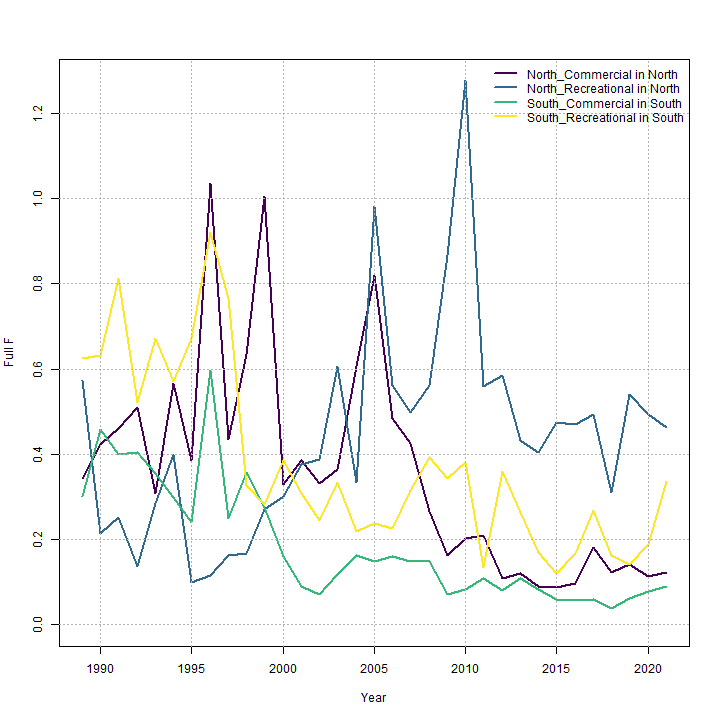 North_Commercial in North
North_Recreational in North
South_Commercial in South
South_Recreational in South
Full F
1.2
1.0
0.8
0.6
0.4
0.2
0.0
1990 1995 2000 2005 2010 2015 2020
Year